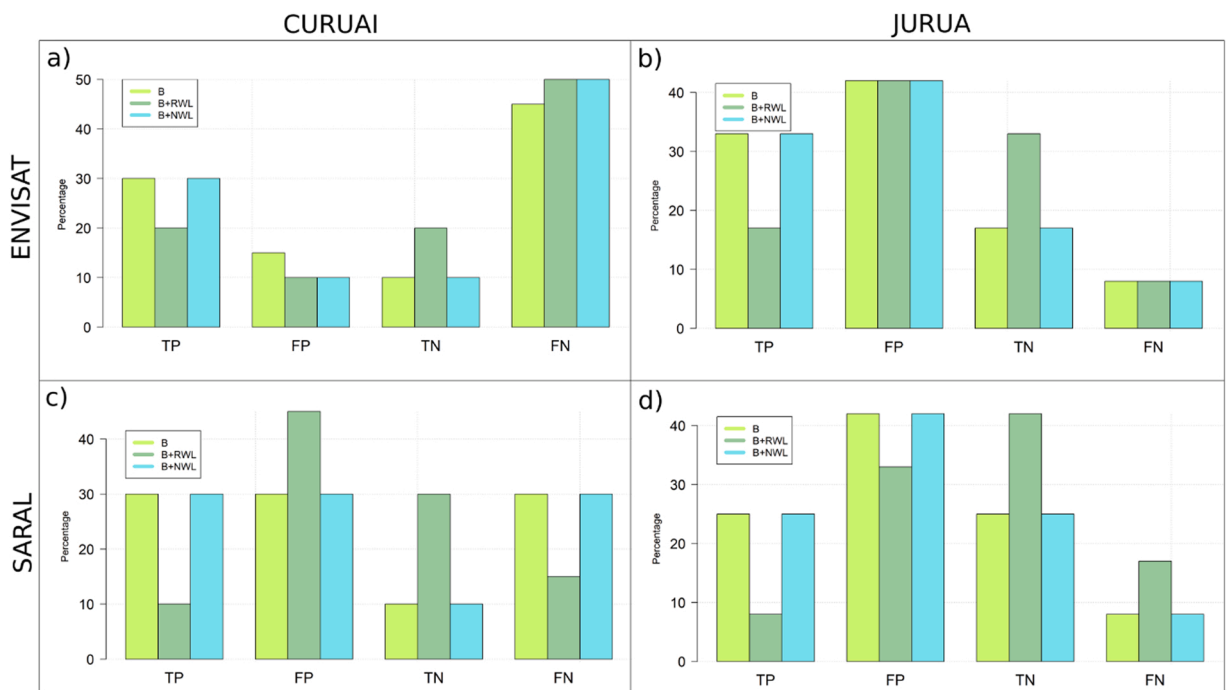 CURUAI
JURUA
ENVISAT
SARAL
a)
B
B+RWL
B+NWL
Percentage
50
40
30
20
10
0
TP
FP
TN
FN
b)
B
B+RWL
B+NWL
Percentage
40
30
20
10
0
TP
FP
TN
FN
c)
B
B+RWL
B+NWL
Percentage
40
30
20
10
0
TP
FP
TN
FN
d)
B
B+RWL
B+NWL
Percentage
40
30
20
10
0
TP
FP
TN
FN